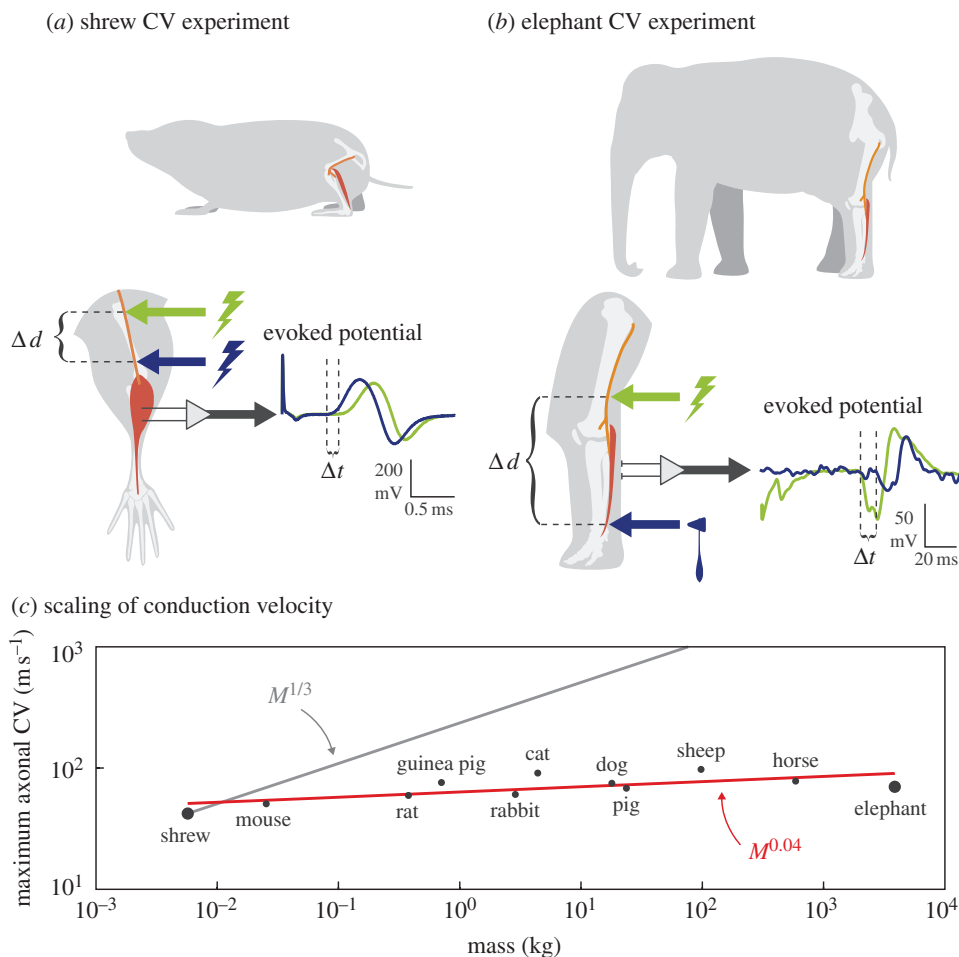 (a) shrew CV experiment
(b) elephant CV experiment
Δd
evoked potential
Δt
200
mV
0.5 ms
Δd
evoked potential
Δt
50
mV
20 ms
(c) scaling of conduction velocity
maximum axonal CV (m s⁻¹)
10³
10²
10¹
M¹ᐟ³
shrew
mouse
rat
guinea pig
rabbit
cat
dog
pig
sheep
horse
elephant
M⁰·⁰⁴
10⁻³ 10⁻² 10⁻¹ 10⁰ 10¹ 10² 10³ 10⁴
mass (kg)